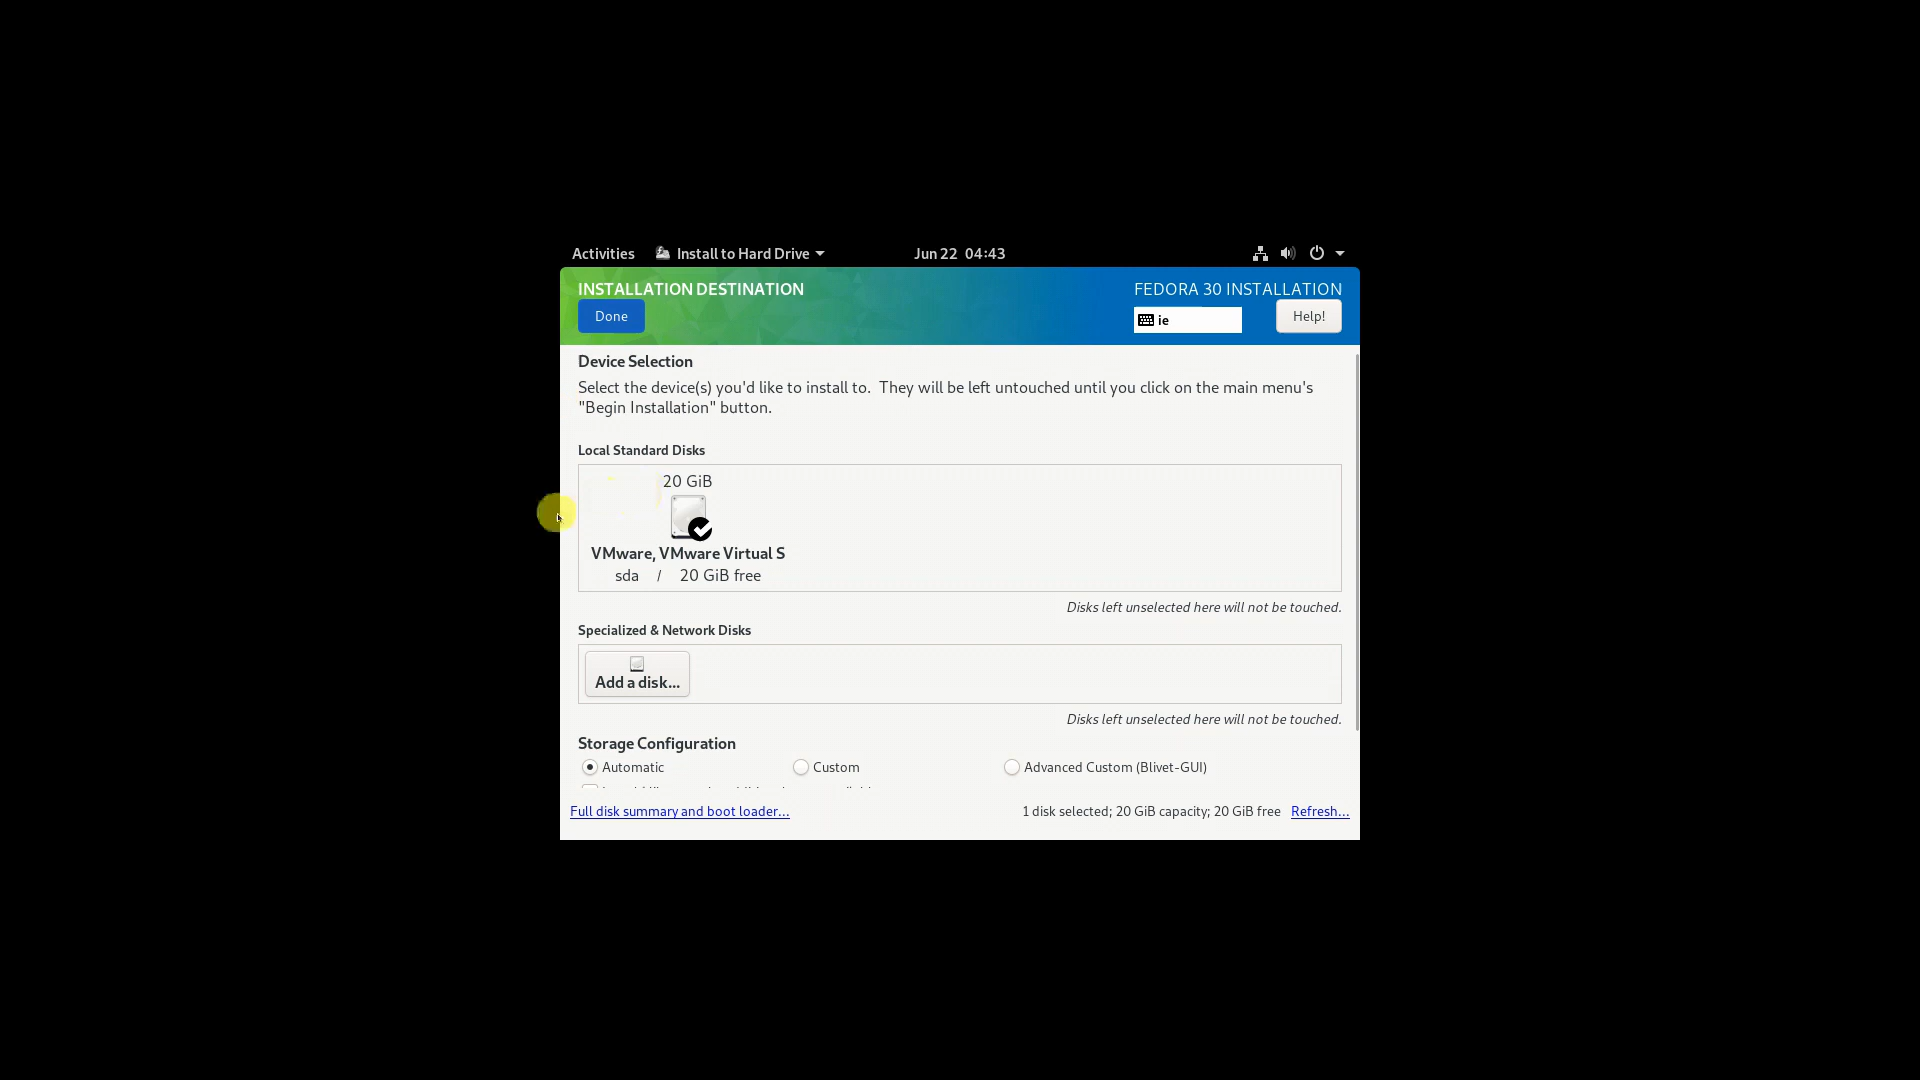 Activities Install to Hard Drive Jun 22 04:43
INSTALLATION DESTINATION FEDORA 30 INSTALLATION
Done ie Help!
Device Selection
Select the device(s) you'd like to install to. They will be left untouched until you click on the main menu's
"Begin Installation" button.
Local Standard Disks
20 GiB
VMware, VMware Virtual S
sda / 20 GiB free
Disks left unselected here will not be touched.
Specialized & Network Disks
Add a disk...
Disks left unselected here will not be touched.
Storage Configuration
Automatic Custom Advanced Custom (Blivet-GUI)
Full disk summary and boot loader... 1 disk selected; 20 GiB capacity; 20 GiB free Refresh...